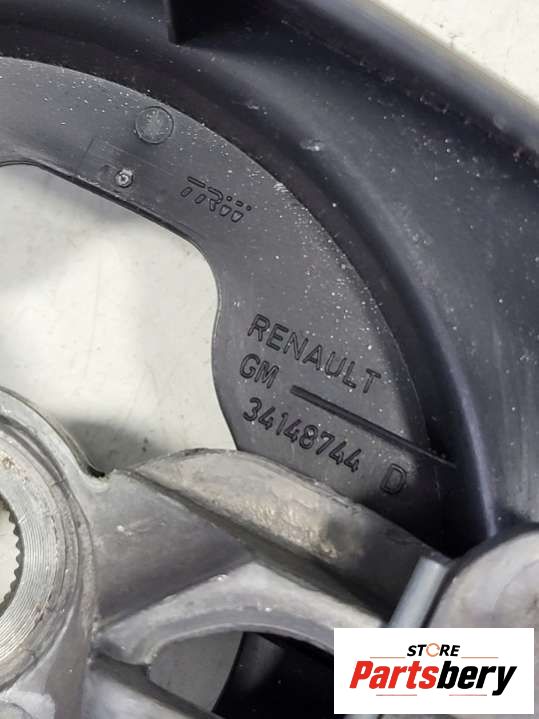 TRW
RENAULT
GM
34148744 D
STORE
Partsbery